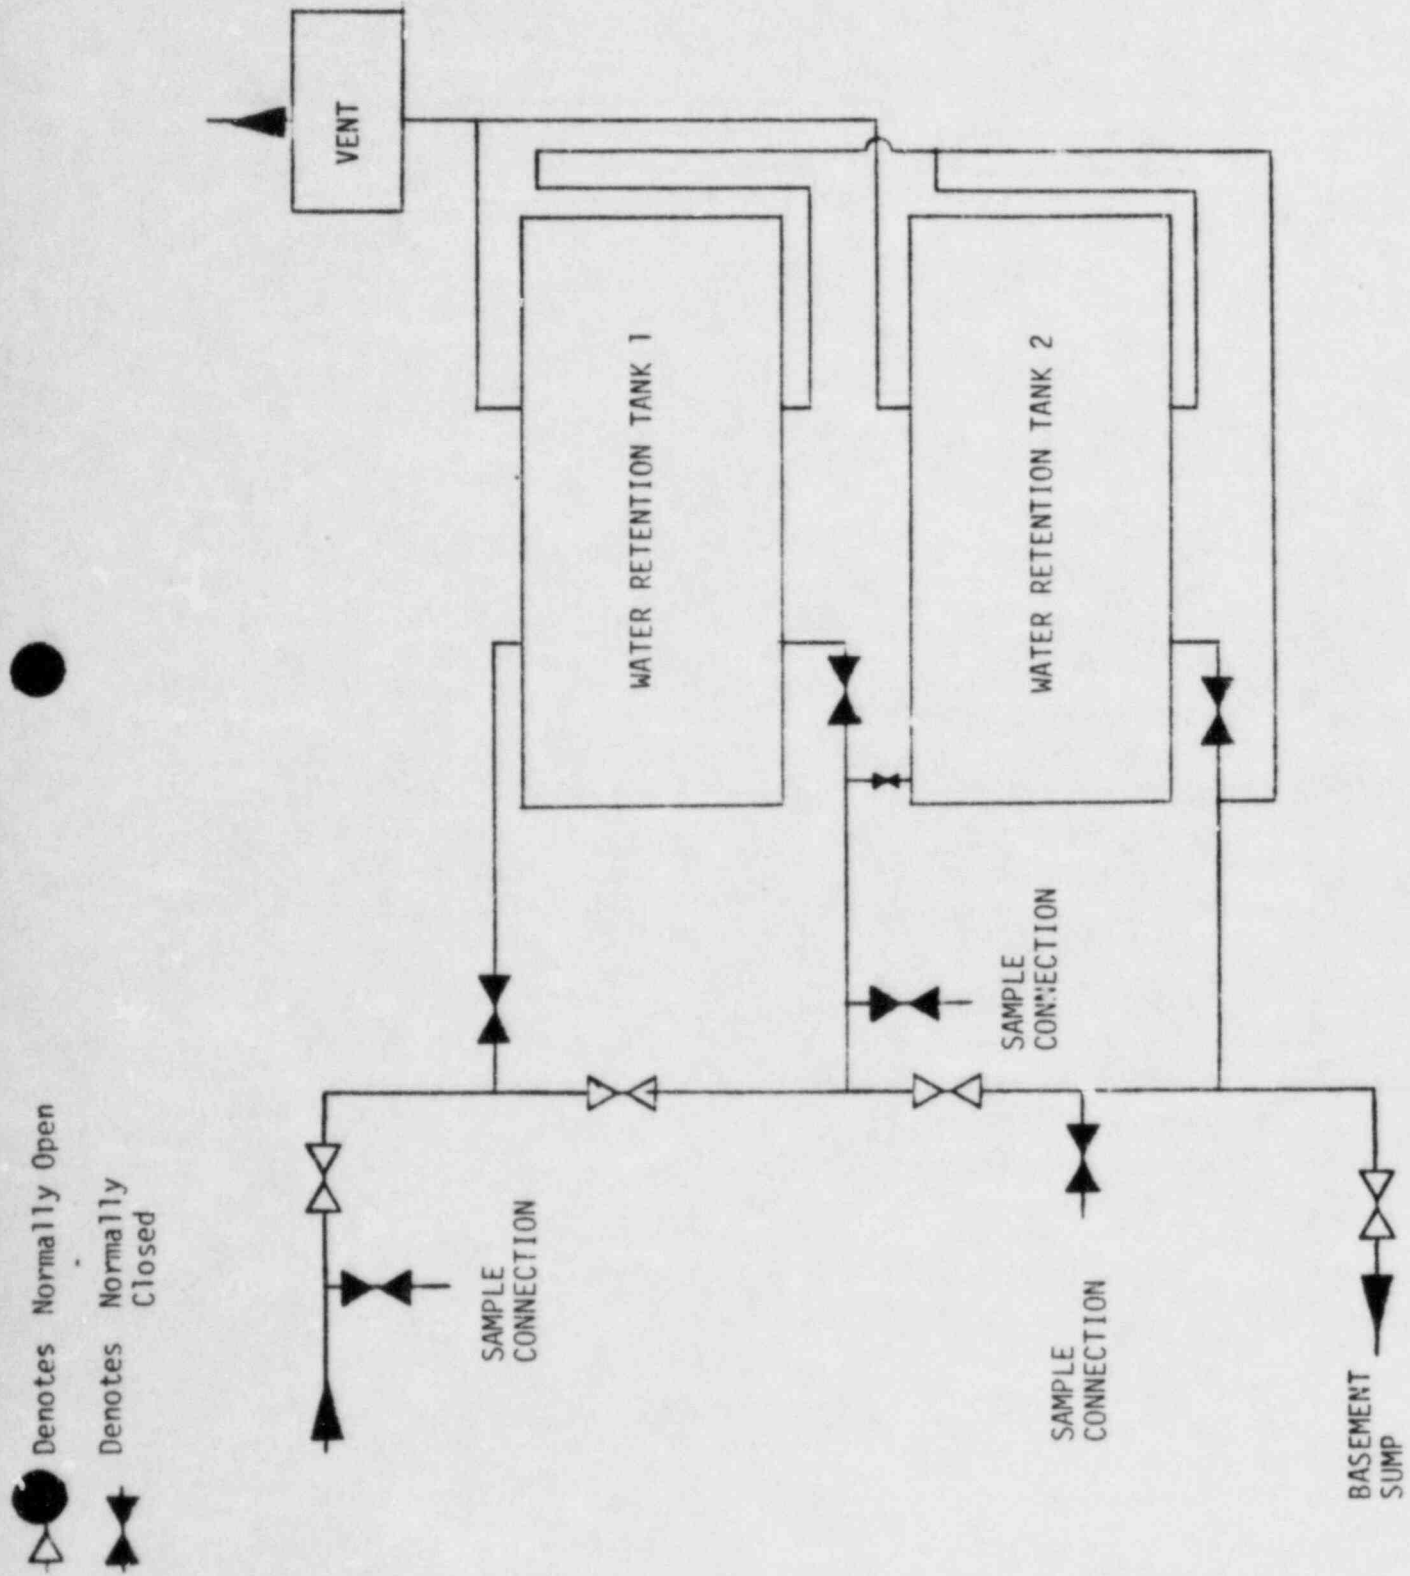 Denotes Normally Open
Denotes Normally
Closed
VENT
WATER RETENTION TANK 1
WATER RETENTION TANK 2
SAMPLE
CONNECTION
SAMPLE
CONNECTION
SAMPLE
CONNECTION
BASEMENT
SUMP